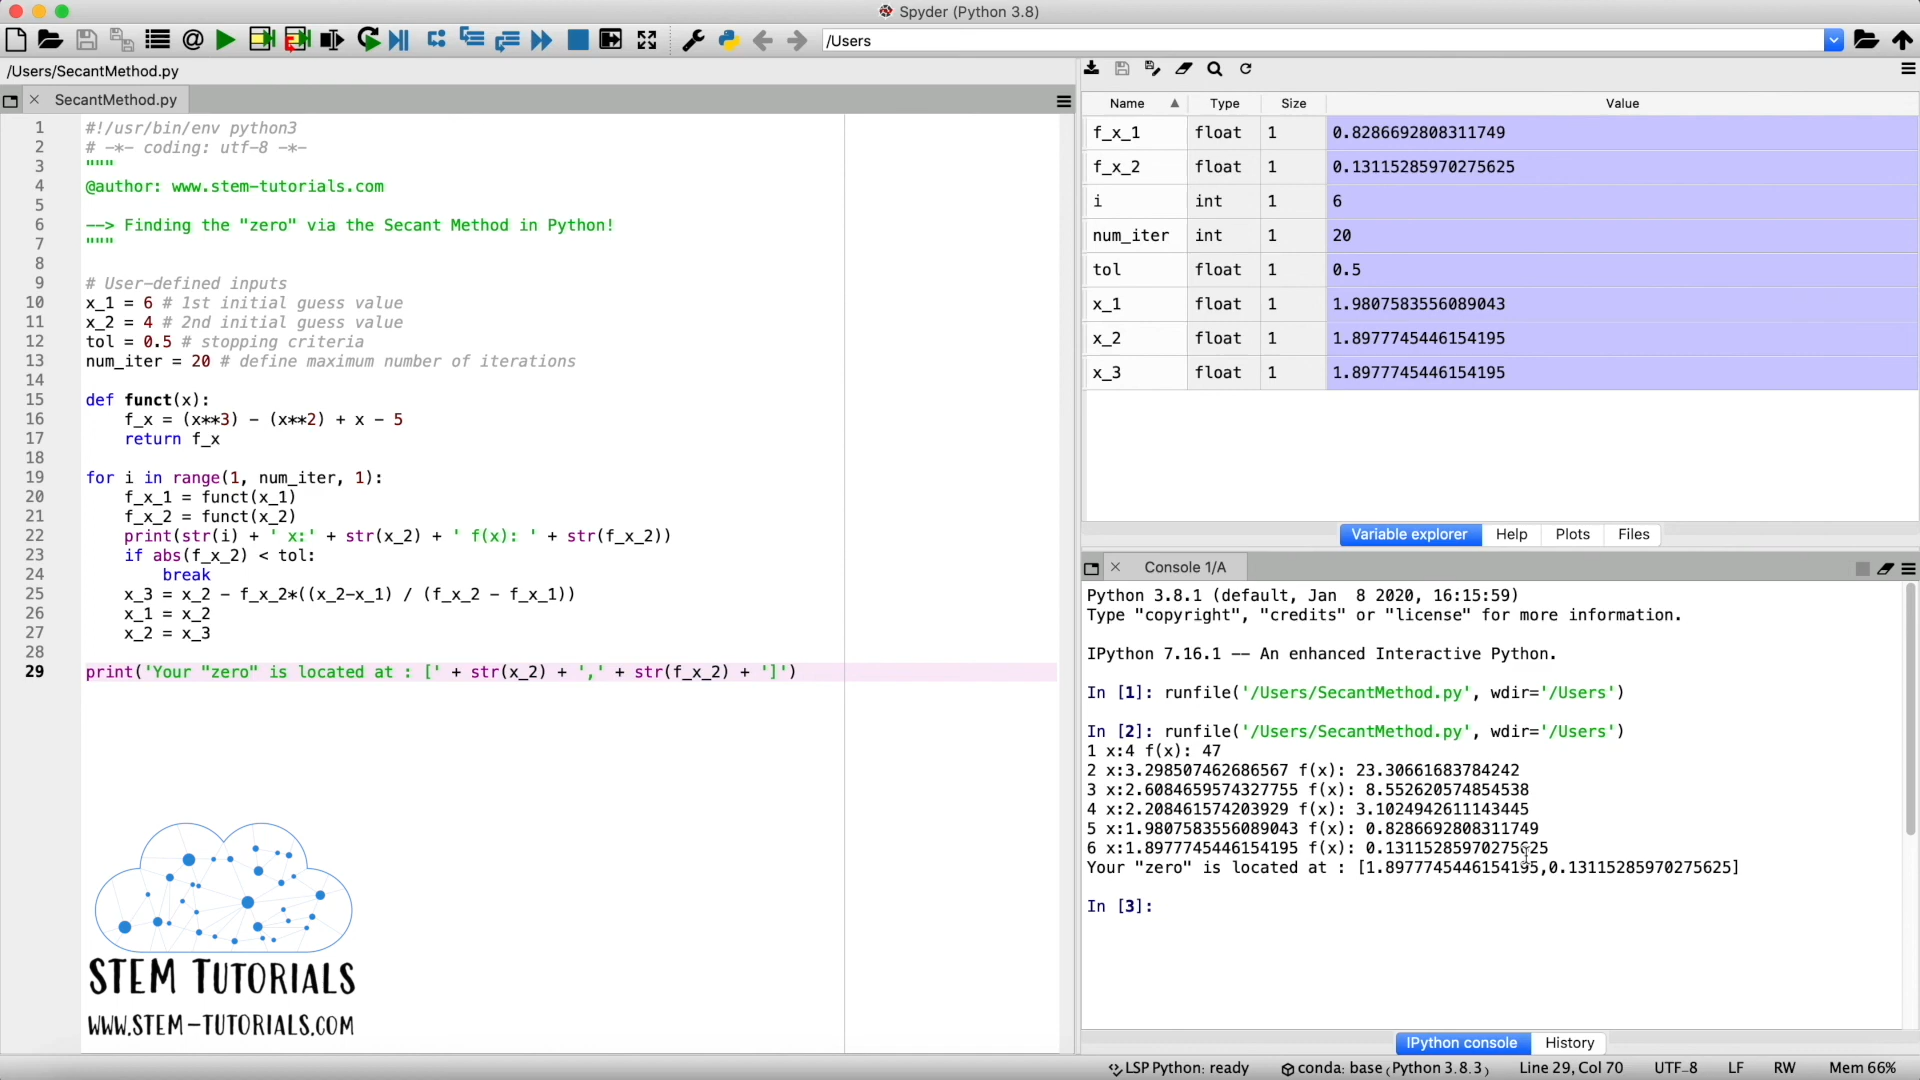 Spyder (Python 3.8)
/Users
/Users/SecantMethod.py
SecantMethod.py
1 #!/usr/bin/env python3
2 # -*- coding: utf-8 -*-
3 """
4 @author: www.stem-tutorials.com
5
6 --> Finding the "zero" via the Secant Method in Python!
7 """
8
9 # User-defined inputs
10 x_1 = 6 # 1st initial guess value
11 x_2 = 4 # 2nd initial guess value
12 tol = 0.5 # stopping criteria
13 num_iter = 20 # define maximum number of iterations
14
15 def funct(x):
16     f_x = (x**3) - (x**2) + x - 5
17     return f_x
18
19 for i in range(1, num_iter, 1):
20     f_x_1 = funct(x_1)
21     f_x_2 = funct(x_2)
22     print(str(i) + ' x:' + str(x_2) + ' f(x): ' + str(f_x_2))
23     if abs(f_x_2) < tol:
24         break
25     x_3 = x_2 - f_x_2*((x_2-x_1) / (f_x_2 - f_x_1))
26     x_1 = x_2
27     x_2 = x_3
28
29 print('Your "zero" is located at : [' + str(x_2) + ',' + str(f_x_2) + ']')
STEM TUTORIALS
WWW.STEM-TUTORIALS.COM
Name Type Size Value
f_x_1 float 1 0.8286692808311749
f_x_2 float 1 0.13115285970275625
i int 1 6
num_iter int 1 20
tol float 1 0.5
x_1 float 1 1.9807583556089043
x_2 float 1 1.8977745446154195
x_3 float 1 1.8977745446154195
Variable explorer Help Plots Files
Console 1/A
Python 3.8.1 (default, Jan  8 2020, 16:15:59)
Type "copyright", "credits" or "license" for more information.
IPython 7.16.1 -- An enhanced Interactive Python.
In [1]: runfile('/Users/SecantMethod.py', wdir='/Users')
In [2]: runfile('/Users/SecantMethod.py', wdir='/Users')
1 x:4 f(x): 47
2 x:3.298507462686567 f(x): 23.30661683784242
3 x:2.6084659574327755 f(x): 8.552620574854538
4 x:2.208461574203929 f(x): 3.1024942611143445
5 x:1.9807583556089043 f(x): 0.8286692808311749
6 x:1.8977745446154195 f(x): 0.13115285970275625
Your "zero" is located at : [1.8977745446154195,0.13115285970275625]
In [3]:
IPython console History
LSP Python: ready conda: base (Python 3.8.3) Line 29, Col 70 UTF-8 LF RW Mem 66%